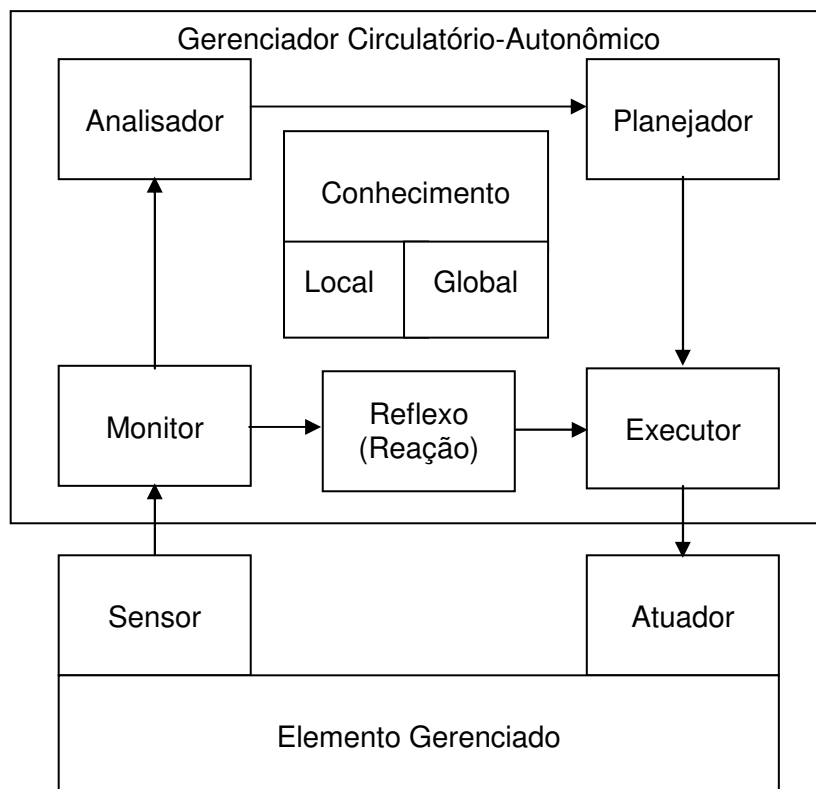 Gerenciador Circulatório-Autonômico
Analisador
Planejador
Conhecimento
Local
Global
Monitor
Reflexo
(Reação)
Executor
Sensor
Atuador
Elemento Gerenciado